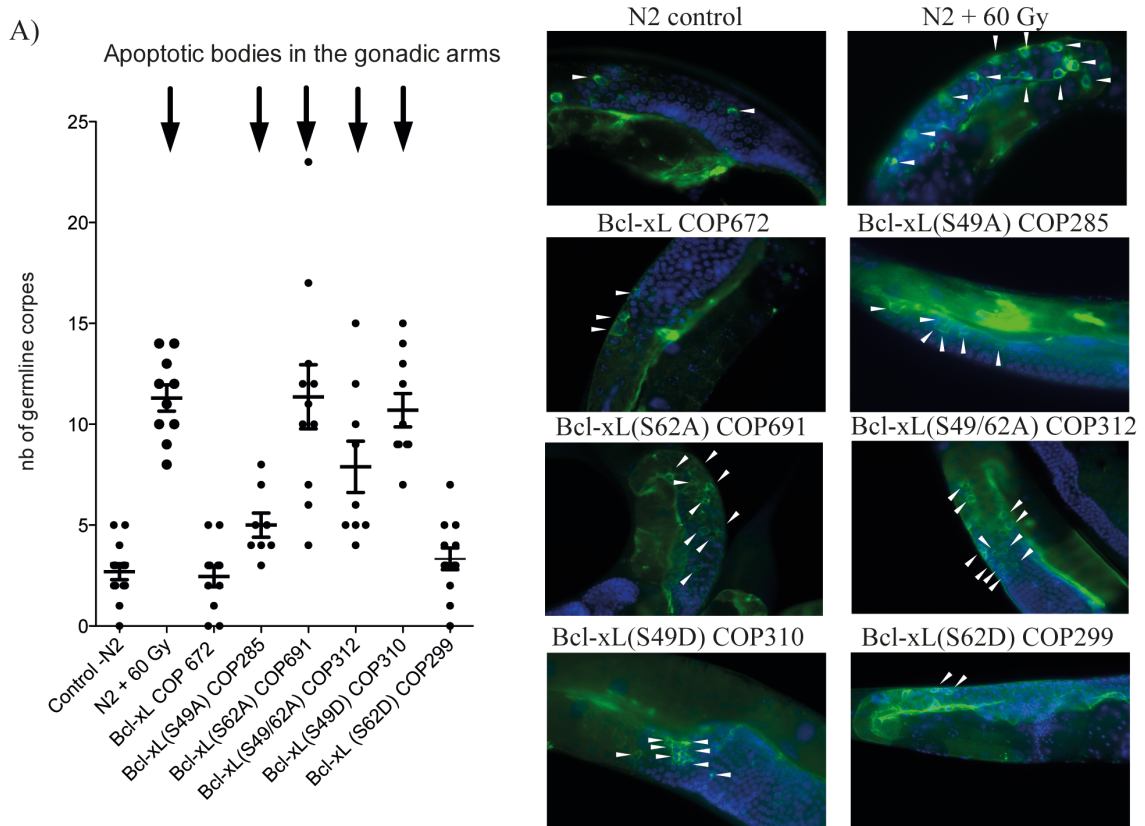 A)
Apoptotic bodies in the gonadic arms
nb of germline corpes
25
20
15
10
5
0
Control -N2
N2 + 60 Gy
Bcl-xL COP 672
Bcl-xL(S49A) COP285
Bcl-xL(S62A) COP691
Bcl-xL(S49/62A) COP312
Bcl-xL(S49D) COP310
Bcl-xL (S62D) COP299
N2 control
N2 + 60 Gy
Bcl-xL COP672
Bcl-xL(S49A) COP285
Bcl-xL(S62A) COP691
Bcl-xL(S49/62A) COP312
Bcl-xL(S49D) COP310
Bcl-xL(S62D) COP299